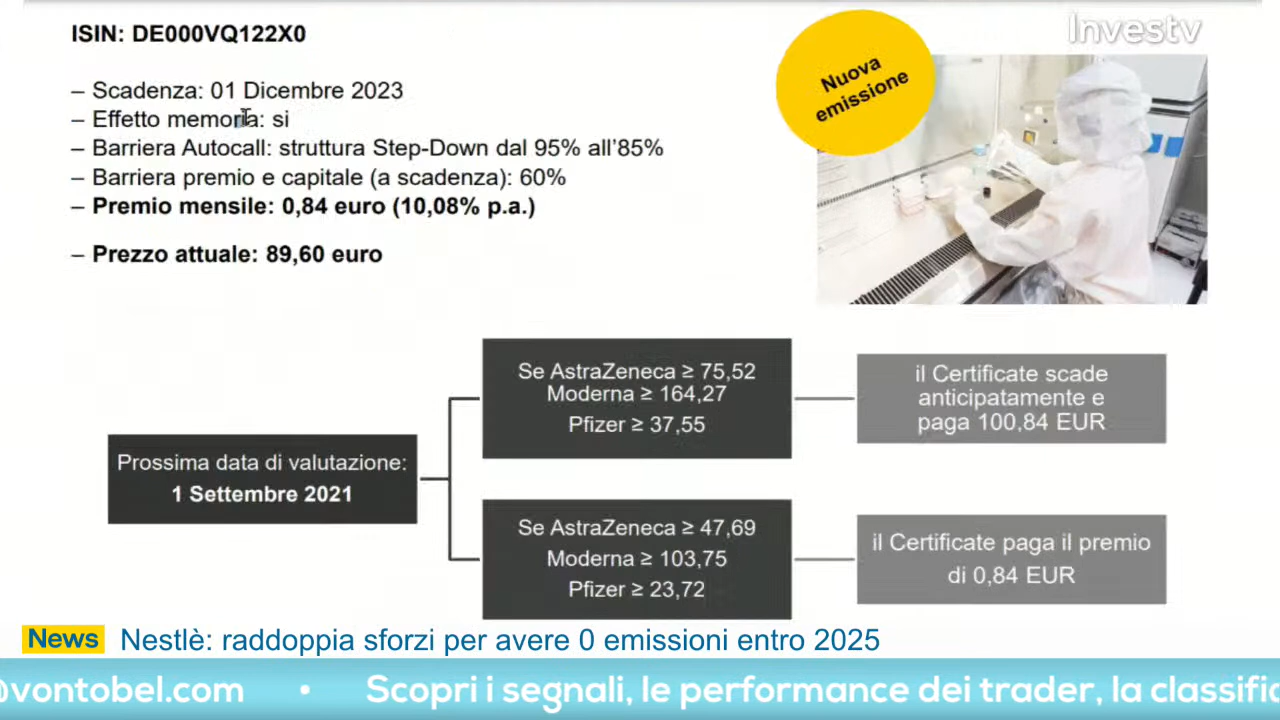 Investv
ISIN: DE000VQ122X0
Nuova
emissione
– Scadenza: 01 Dicembre 2023
– Effetto memoria: si
– Barriera Autocall: struttura Step-Down dal 95% all’85%
– Barriera premio e capitale (a scadenza): 60%
– Premio mensile: 0,84 euro (10,08% p.a.)
– Prezzo attuale: 89,60 euro
Se AstraZeneca ≥ 75,52
Moderna ≥ 164,27
Pfizer ≥ 37,55
il Certificate scade
anticipatamente e
paga 100,84 EUR
Prossima data di valutazione:
1 Settembre 2021
Se AstraZeneca ≥ 47,69
Moderna ≥ 103,75
Pfizer ≥ 23,72
il Certificate paga il premio
di 0,84 EUR
News Nestlè: raddoppia sforzi per avere 0 emissioni entro 2025
@vontobel.com • Scopri i segnali, le performance dei trader, la classific